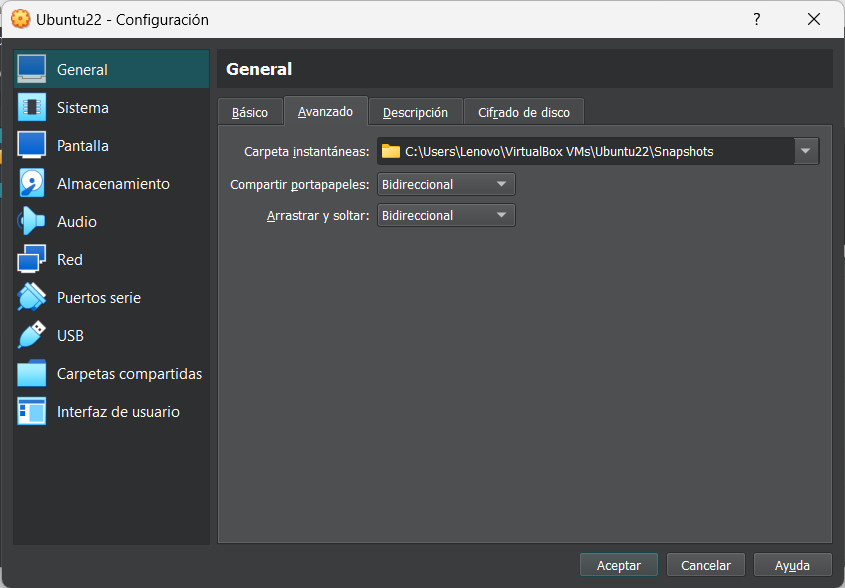 Ubuntu22 - Configuración
?
General
Sistema
Pantalla
Almacenamiento
Audio
Red
Puertos serie
USB
Carpetas compartidas
Interfaz de usuario
General
Básico
Avanzado
Descripción
Cifrado de disco
Carpeta instantáneas: C:\Users\Lenovo\VirtualBox VMs\Ubuntu22\Snapshots
Compartir portapapeles: Bidireccional
Arrastrar y soltar: Bidireccional
Aceptar
Cancelar
Ayuda